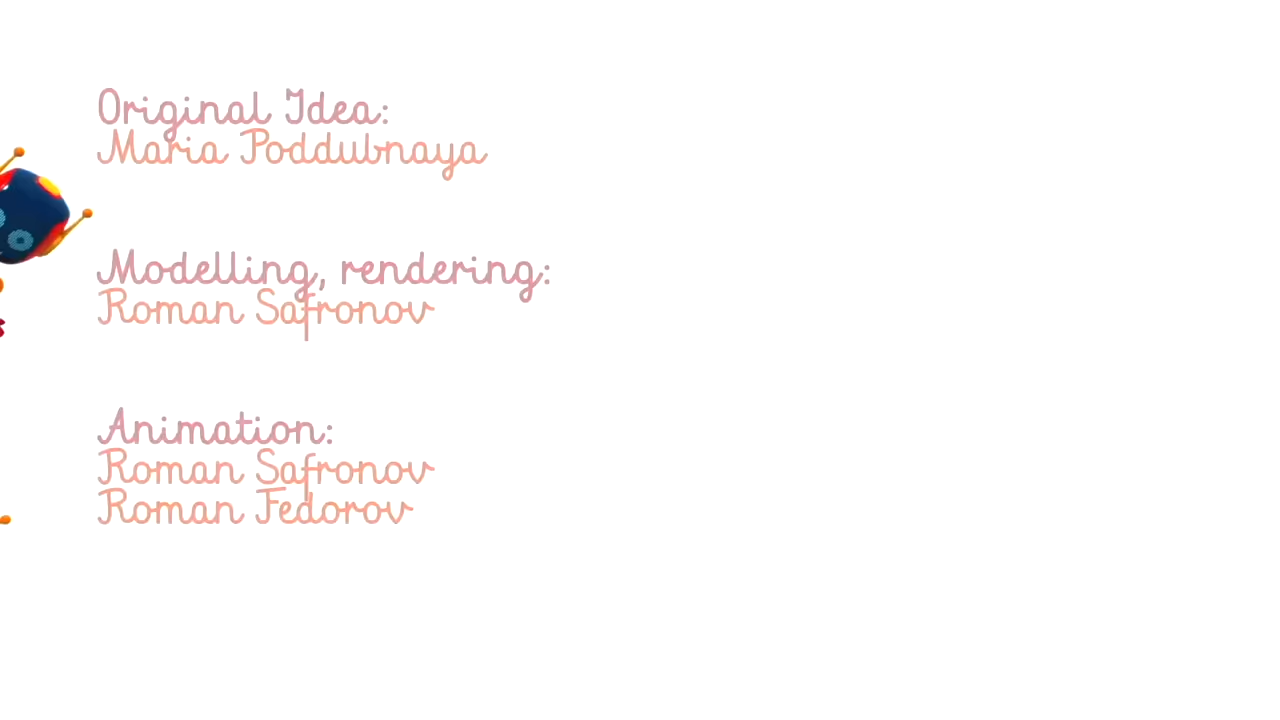 Original Idea:
Maria Poddubnaya
Modelling, rendering:
Roman Safronov
Animation:
Roman Safronov
Roman Fedorov